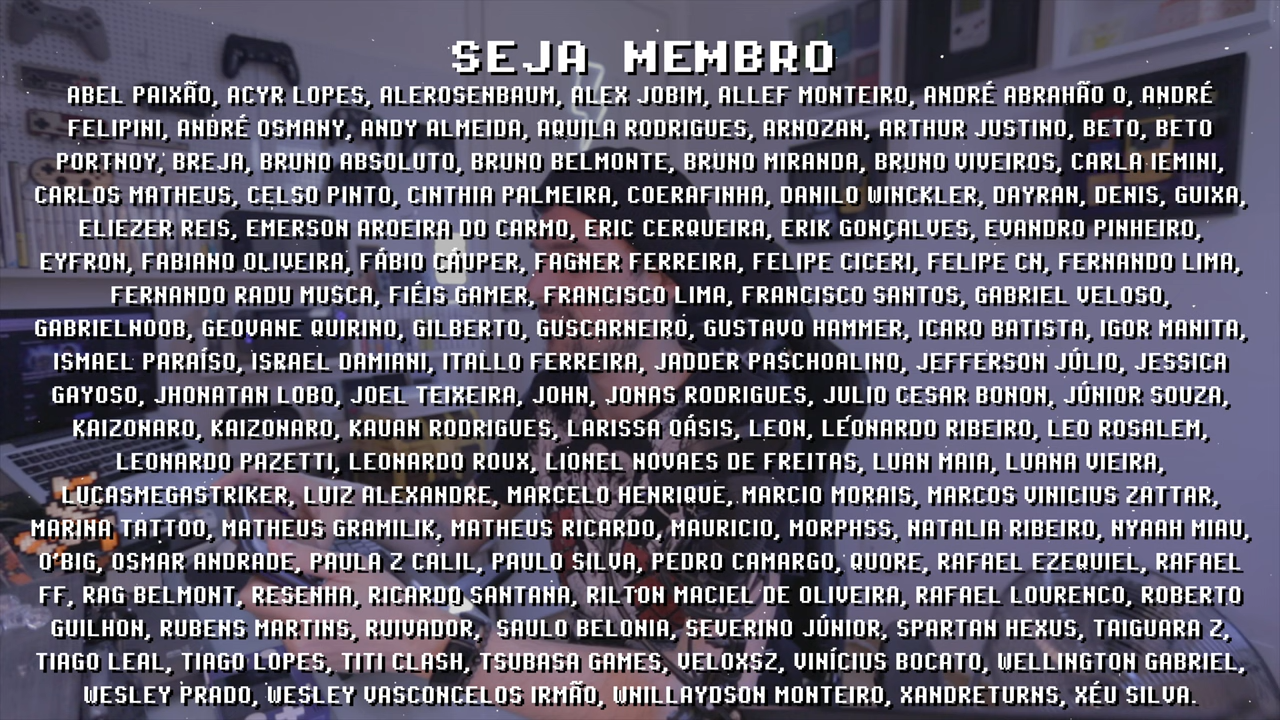 SEJA MEMBRO
ABEL PAIXÃO, ACYR LOPES, ALEROSENBAUM, ALEX JOBIM, ALLEF MONTEIRO, ANDRÉ ABRAHÃO O, ANDRÉ
FELIPINI, ANDRÉ OSMANY, ANDY ALMEIDA, AQUILA RODRIGUES, ARNOZAN, ARTHUR JUSTINO, BETO, BETO
PORTNOY, BREJA, BRUNO ABSOLUTO, BRUNO BELMONTE, BRUNO MIRANDA, BRUNO VIVEIROS, CARLA IEMINI,
CARLOS MATHEUS, CELSO PINTO, CINTHIA PALMEIRA, COERAFINHA, DANILO WINCKLER, DAYRAN, DENIS, GUIXA,
ELIEZER REIS, EMERSON AROEIRA DO CARMO, ERIC CERQUEIRA, ERIK GONÇALVES, EVANDRO PINHEIRO,
EYFRON, FABIANO OLIVEIRA, FÁBIO CÁUPER, FAGNER FERREIRA, FELIPE CICERI, FELIPE CN, FERNANDO LIMA,
FERNANDO RADU MUSCA, FIÉIS GAMER, FRANCISCO LIMA, FRANCISCO SANTOS, GABRIEL VELOSO,
GABRIELNOOB, GEOVANE QUIRINO, GILBERTO, GUSCARNEIRO, GUSTAVO HAMMER, ICARO BATISTA, IGOR MANITA,
ISMAEL PARAÍSO, ISRAEL DAMIANI, ITALLO FERREIRA, JADDER PASCHOALINO, JEFFERSON JÚLIO, JESSICA
GAYOSO, JHONATAN LOBO, JOEL TEIXEIRA, JOHN, JONAS RODRIGUES, JULIO CESAR BONON, JÚNIOR SOUZA,
KAIZONARO, KAIZONARO, KAUAN RODRIGUES, LARISSA OÁSIS, LEON, LEONARDO RIBEIRO, LEO ROSALEM,
LEONARDO PAZETTI, LEONARDO ROUX, LIONEL NOVAES DE FREITAS, LUAN MAIA, LUANA VIEIRA,
LUCASMEGASTRIKER, LUIZ ALEXANDRE, MARCELO HENRIQUE, MARCIO MORAIS, MARCOS VINICIUS ZATTAR,
MARINA TATTOO, MATHEUS GRAMILIK, MATHEUS RICARDO, MAURICIO, MORPHSS, NATALIA RIBEIRO, NYAAH MIAU,
O'BIG, OSMAR ANDRADE, PAULA Z CALIL, PAULO SILVA, PEDRO CAMARGO, QUORE, RAFAEL EZEQUIEL, RAFAEL
FF, RAG BELMONT, RESENHA, RICARDO SANTANA, RILTON MACIEL DE OLIVEIRA, RAFAEL LOURENCO, ROBERTO
GUILHON, RUBENS MARTINS, RUIVADOR, SAULO BELONIA, SEVERINO JÚNIOR, SPARTAN HEXUS, TAIGUARA Z,
TIAGO LEAL, TIAGO LOPES, TITI CLASH, TSUBASA GAMES, VELOXSZ, VINÍCIUS BOCATO, WELLINGTON GABRIEL,
WESLEY PRADO, WESLEY VASCONCELOS IRMÃO, WNILLAYDSON MONTEIRO, XANDRETURNS, XÉU SILVA.